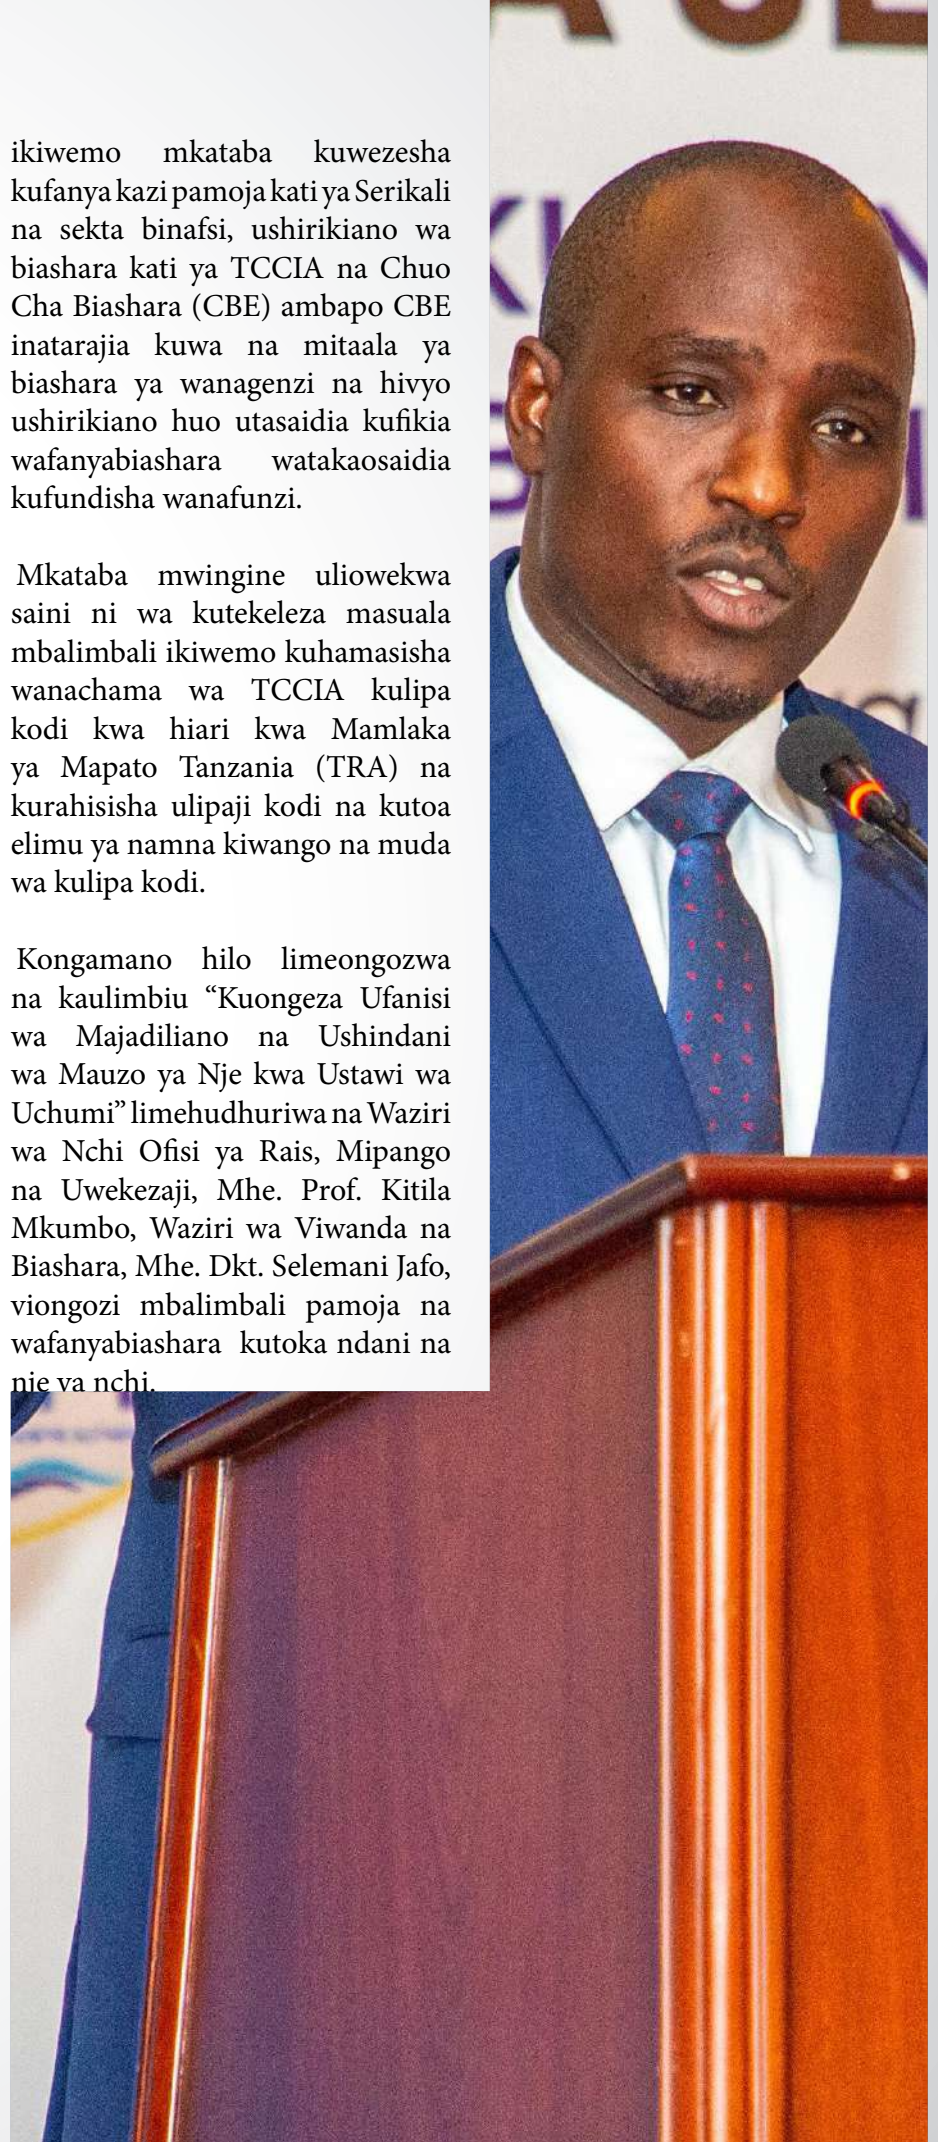 ikiwemo mkataba kuwezesha
kufanya kazi pamoja kati ya Serikali
na sekta binafsi, ushirikiano wa
biashara kati ya TCCIA na Chuo
Cha Biashara (CBE) ambapo CBE
inatarajia kuwa na mitaala ya
biashara ya wanagenzi na hivyo
ushirikiano huo utasaidia kufikia
wafanyabiashara watakaosaidia
kufundisha wanafunzi.
Mkataba mwingine uliowekwa
saini ni wa kutekeleza masuala
mbalimbali ikiwemo kuhamasisha
wanachama wa TCCIA kulipa
kodi kwa hiari kwa Mamlaka
ya Mapato Tanzania (TRA) na
kurahisisha ulipaji kodi na kutoa
elimu ya namna kiwango na muda
wa kulipa kodi.
Kongamano hilo limeongozwa
na kaulimbiu “Kuongeza Ufanisi
wa Majadiliano na Ushindani
wa Mauzo ya Nje kwa Ustawi wa
Uchumi” limehudhuriwa na Waziri
wa Nchi Ofisi ya Rais, Mipango
na Uwekezaji, Mhe. Prof. Kitila
Mkumbo, Waziri wa Viwanda na
Biashara, Mhe. Dkt. Selemani Jafo,
viongozi mbalimbali pamoja na
wafanyabiashara kutoka ndani na
nje ya nchi.